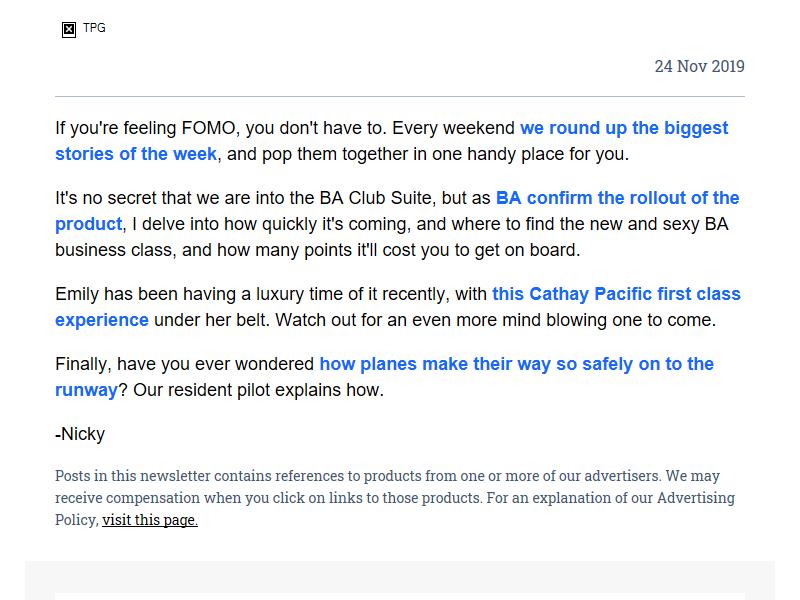 TPG
24 Nov 2019
If you're feeling FOMO, you don't have to. Every weekend we round up the biggest
stories of the week, and pop them together in one handy place for you.
It's no secret that we are into the BA Club Suite, but as BA confirm the rollout of the
product, I delve into how quickly it's coming, and where to find the new and sexy BA
business class, and how many points it'll cost you to get on board.
Emily has been having a luxury time of it recently, with this Cathay Pacific first class
experience under her belt. Watch out for an even more mind blowing one to come.
Finally, have you ever wondered how planes make their way so safely on to the
runway? Our resident pilot explains how.
-Nicky
Posts in this newsletter contains references to products from one or more of our advertisers. We may
receive compensation when you click on links to those products. For an explanation of our Advertising
Policy, visit this page.